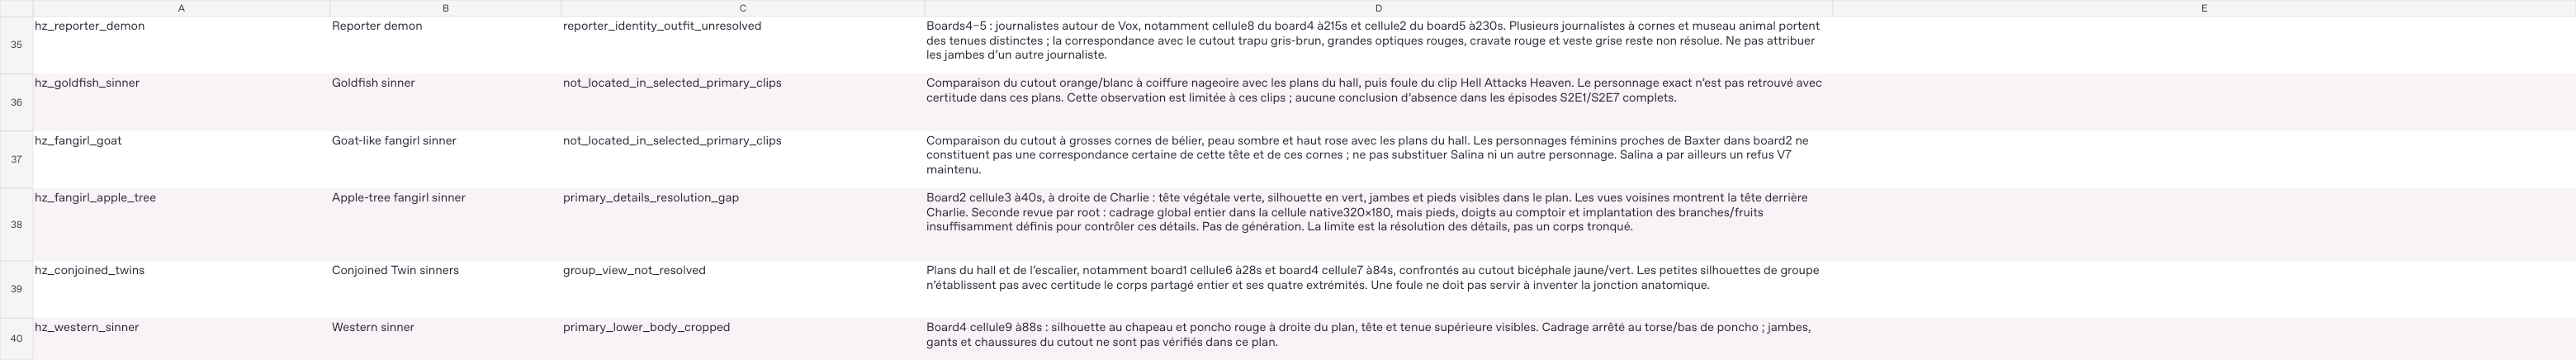 A B C D E
35 hz_reporter_demon Reporter demon reporter_identity_outfit_unresolved Boards4–5 : journalistes autour de Vox, notamment cellule8 du board4 à215s et cellule2 du board5 à230s. Plusieurs journalistes à cornes et museau animal portent
des tenues distinctes ; la correspondance avec le cutout trapu gris-brun, grandes optiques rouges, cravate rouge et veste grise reste non résolue. Ne pas attribuer
les jambes d’un autre journaliste.
36 hz_goldfish_sinner Goldfish sinner not_located_in_selected_primary_clips Comparaison du cutout orange/blanc à coiffure nageoire avec les plans du hall, puis foule du clip Hell Attacks Heaven. Le personnage exact n’est pas retrouvé avec
certitude dans ces plans. Cette observation est limitée à ces clips ; aucune conclusion d’absence dans les épisodes S2E1/S2E7 complets.
37 hz_fangirl_goat Goat-like fangirl sinner not_located_in_selected_primary_clips Comparaison du cutout à grosses cornes de bélier, peau sombre et haut rose avec les plans du hall. Les personnages féminins proches de Baxter dans board2 ne
constituent pas une correspondance certaine de cette tête et de ces cornes ; ne pas substituer Salina ni un autre personnage. Salina a par ailleurs un refus V7
maintenu.
38 hz_fangirl_apple_tree Apple-tree fangirl sinner primary_details_resolution_gap Board2 cellule3 à40s, à droite de Charlie : tête végétale verte, silhouette en vert, jambes et pieds visibles dans le plan. Les vues voisines montrent la tête derrière
Charlie. Seconde revue par root : cadrage global entier dans la cellule native320×180, mais pieds, doigts au comptoir et implantation des branches/fruits
insuffisamment définis pour contrôler ces détails. Pas de génération. La limite est la résolution des détails, pas un corps tronqué.
39 hz_conjoined_twins Conjoined Twin sinners group_view_not_resolved Plans du hall et de l’escalier, notamment board1 cellule6 à28s et board4 cellule7 à84s, confrontés au cutout bicéphale jaune/vert. Les petites silhouettes de groupe
n’établissent pas avec certitude le corps partagé entier et ses quatre extrémités. Une foule ne doit pas servir à inventer la jonction anatomique.
40 hz_western_sinner Western sinner primary_lower_body_cropped Board4 cellule9 à88s : silhouette au chapeau et poncho rouge à droite du plan, tête et tenue supérieure visibles. Cadrage arrêté au torse/bas de poncho ; jambes,
gants et chaussures du cutout ne sont pas vérifiés dans ce plan.